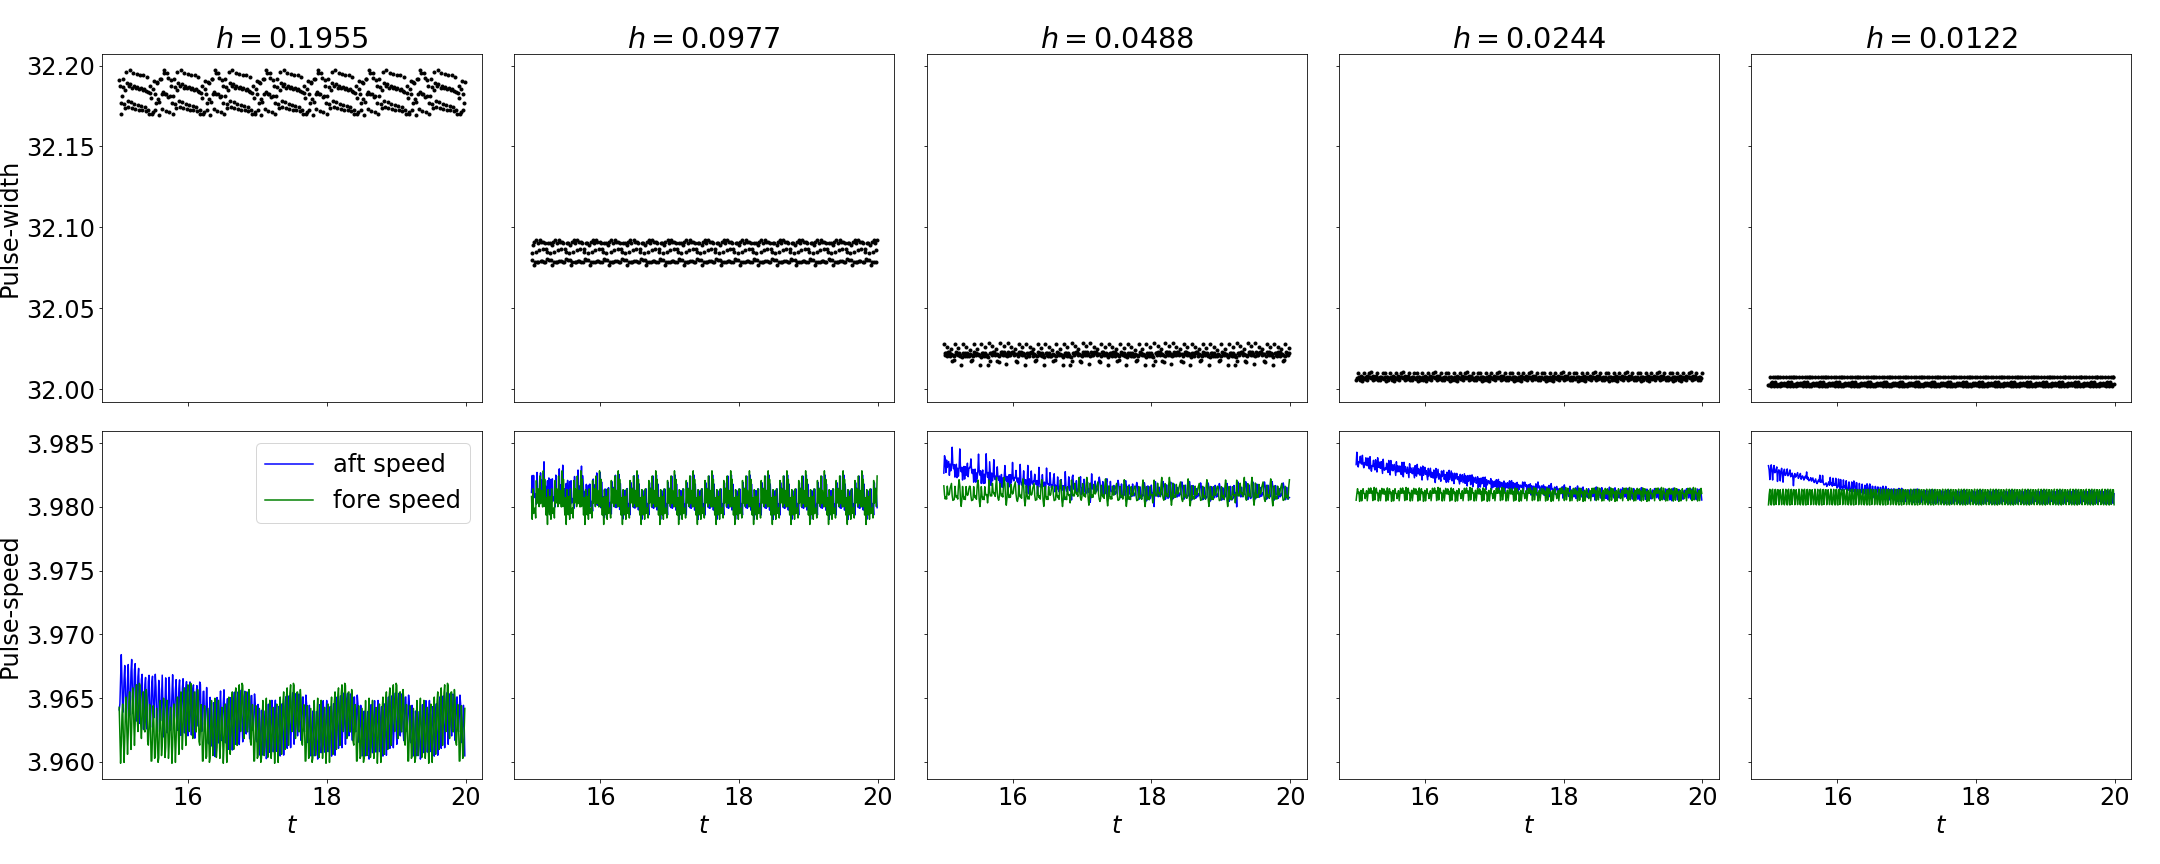 h = 0.1955
h = 0.0977
h = 0.0488
h = 0.0244
h = 0.0122
Pulse-width
32.20
32.15
32.10
32.05
32.00
Pulse-speed
3.985
3.980
3.975
3.970
3.965
3.960
aft speed
fore speed
16 18 20
16 18 20
16 18 20
16 18 20
16 18 20
t
t
t
t
t